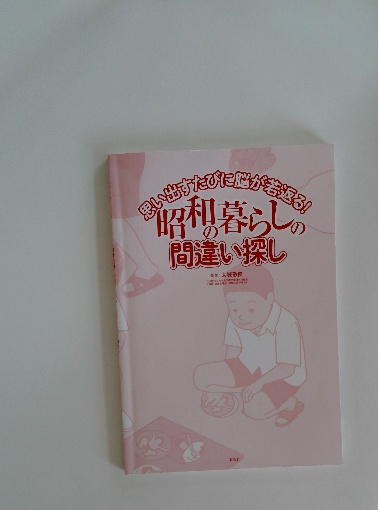 思い出すたびに脳が若返る!
昭和の暮らしの
間違い探し